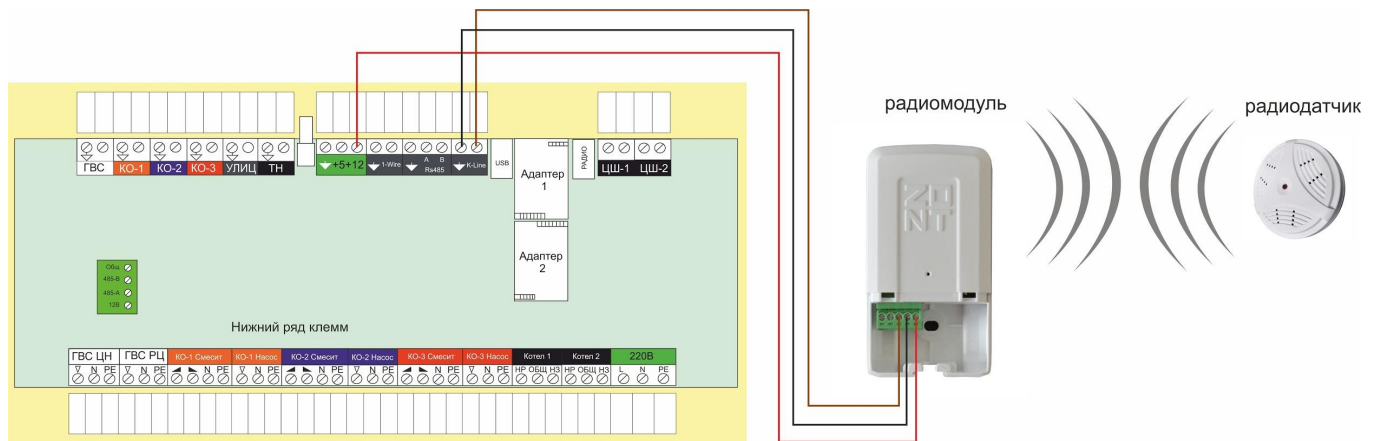 радиомодуль
радиодатчик
ГВС КО-1 КО-2 КО-3 УЛИЦ ТН
+5+12 1-Wire A B Rs485 K-Line
USB
Адаптер
1
РАДИО
ЦШ-1 ЦШ-2
Адаптер
2
ZONT
Общ
485-В
485-А
12В
Нижний ряд клемм
ГВС ЦН ГВС РЦ КО-1 Смесит КО-1 Насос КО-2 Смесит КО-2 Насос КО-3 Смесит КО-3 Насос Котел 1 Котел 2 220В
N PE N PE N PE N PE N PE N PE N PE N PE НР ОБЩ НЗ НР ОБЩ НЗ L N PE